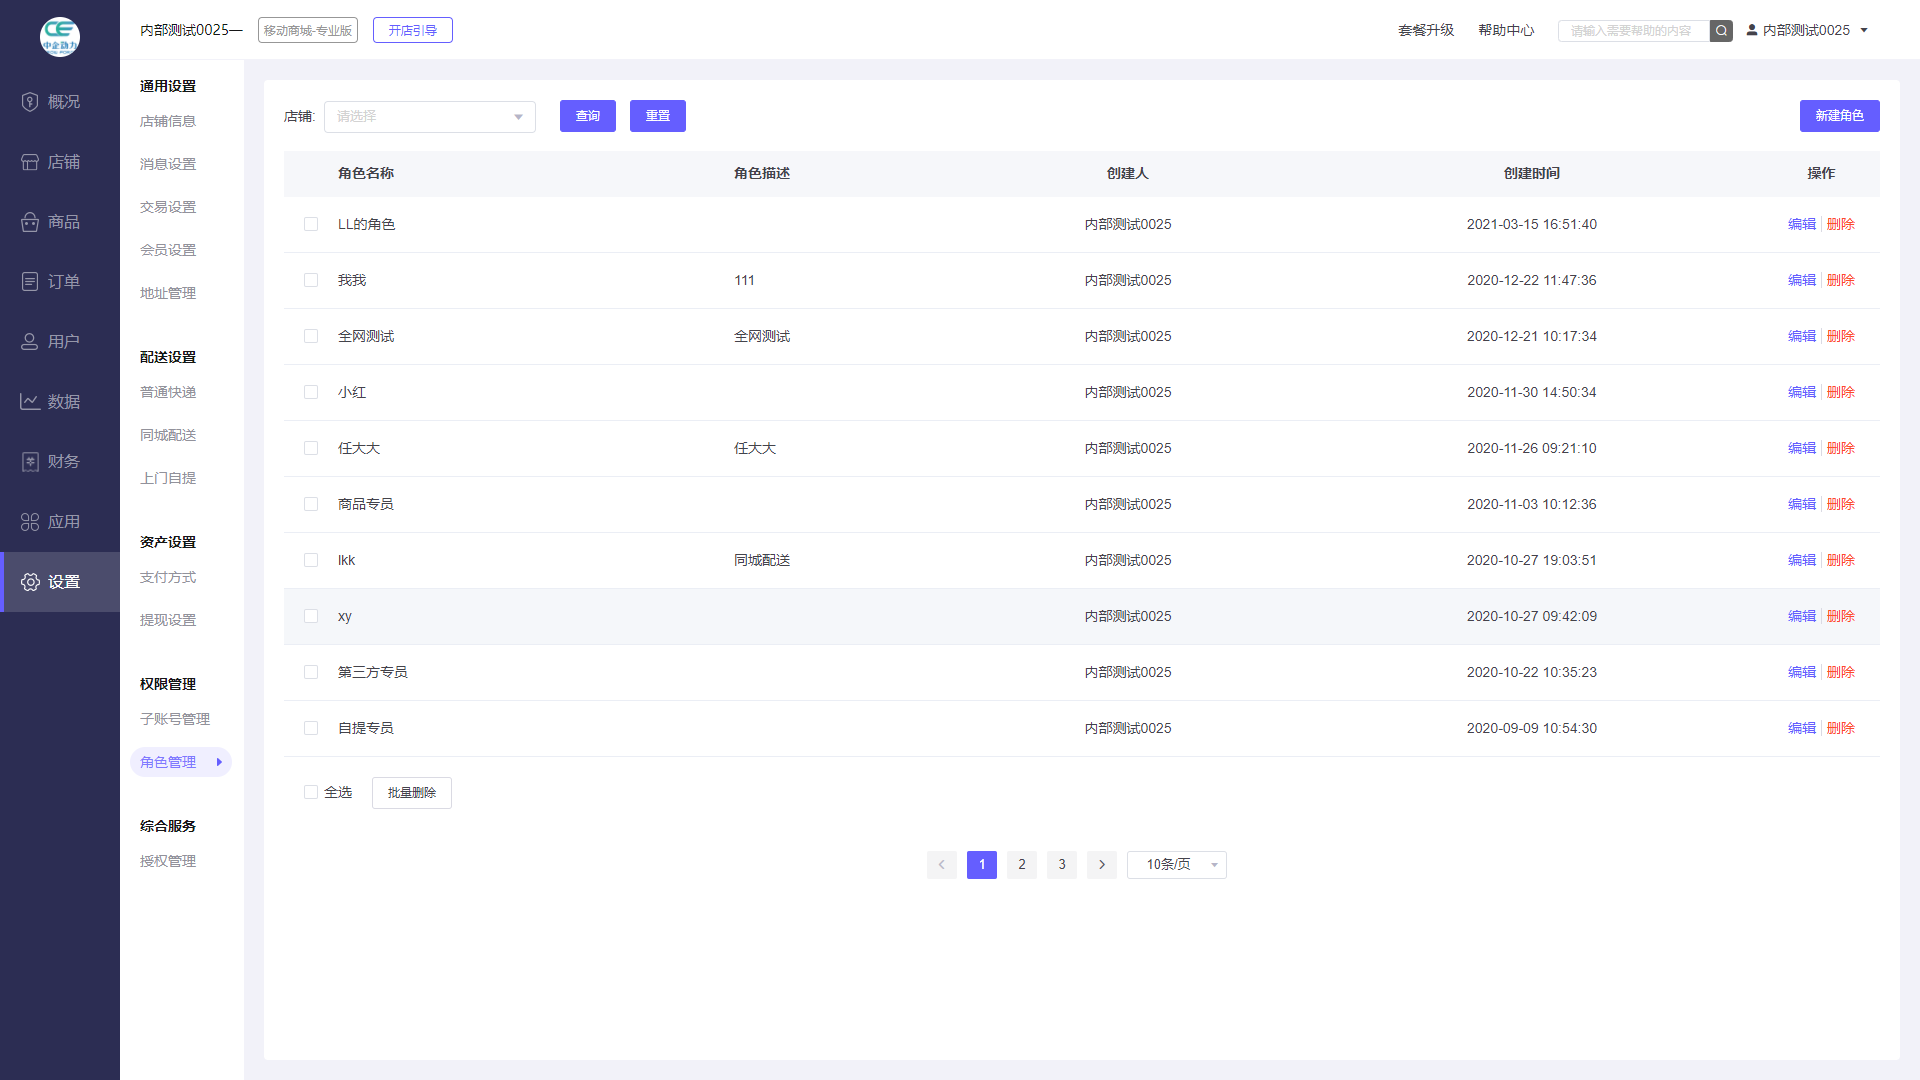 内部测试0025—
移动商城-专业版
开店引导
套餐升级
帮助中心
请输入需要帮助的内容
内部测试0025
中企动力
概况
店铺
商品
订单
用户
数据
财务
应用
设置
通用设置
店铺信息
消息设置
交易设置
会员设置
地址管理
配送设置
普通快递
同城配送
上门自提
资产设置
支付方式
提现设置
权限管理
子账号管理
角色管理
综合服务
授权管理
店铺: 请选择 查询 重置 新建角色
角色名称 角色描述 创建人 创建时间 操作
LL的角色 内部测试0025 2021-03-15 16:51:40 编辑 删除
我我 111 内部测试0025 2020-12-22 11:47:36 编辑 删除
全网测试 全网测试 内部测试0025 2020-12-21 10:17:34 编辑 删除
小红 内部测试0025 2020-11-30 14:50:34 编辑 删除
任大大 任大大 内部测试0025 2020-11-26 09:21:10 编辑 删除
商品专员 内部测试0025 2020-11-03 10:12:36 编辑 删除
lkk 同城配送 内部测试0025 2020-10-27 19:03:51 编辑 删除
xy 内部测试0025 2020-10-27 09:42:09 编辑 删除
第三方专员 内部测试0025 2020-10-22 10:35:23 编辑 删除
自提专员 内部测试0025 2020-09-09 10:54:30 编辑 删除
全选 批量删除
1 2 3 10条/页